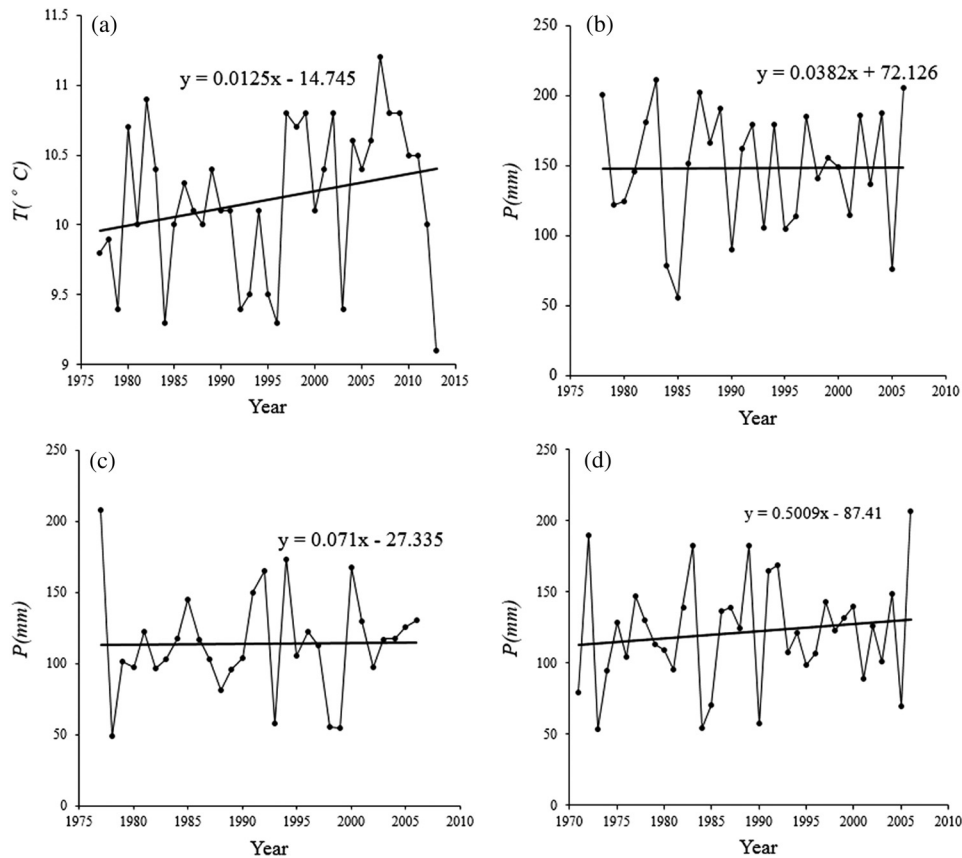 (a)
y = 0.0125x - 14.745
T( ° C)
11.5
11
10.5
10
9.5
9
1975 1980 1985 1990 1995 2000 2005 2010 2015
Year
(b)
y = 0.0382x + 72.126
P(mm)
250
200
150
100
50
0
1975 1980 1985 1990 1995 2000 2005 2010
Year
(c)
y = 0.071x - 27.335
P(mm)
250
200
150
100
50
0
1975 1980 1985 1990 1995 2000 2005 2010
Year
(d)
y = 0.5009x - 87.41
P(mm)
250
200
150
100
50
0
1970 1975 1980 1985 1990 1995 2000 2005 2010
Year